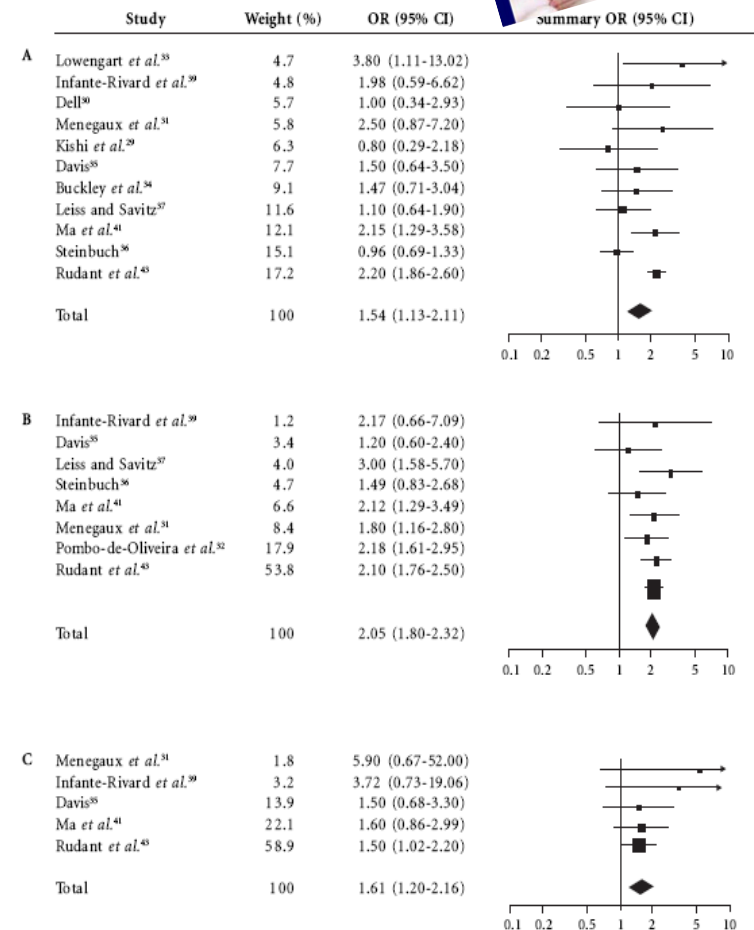 Study Weight (%) OR (95% CI) Summary OR (95% CI)
A Lowengart et al.³³ 4.7 3.80 (1.11-13.02)
Infante-Rivard et al.³⁹ 4.8 1.98 (0.59-6.62)
Dell³⁰ 5.7 1.00 (0.34-2.93)
Menegaux et al.³¹ 5.8 2.50 (0.87-7.20)
Kishi et al.²⁹ 6.3 0.80 (0.29-2.18)
Davis³⁵ 7.7 1.50 (0.64-3.50)
Buckley et al.³⁴ 9.1 1.47 (0.71-3.04)
Leiss and Savitz³⁷ 11.6 1.10 (0.64-1.90)
Ma et al.⁴¹ 12.1 2.15 (1.29-3.58)
Steinbuch³⁶ 15.1 0.96 (0.69-1.33)
Rudant et al.⁴³ 17.2 2.20 (1.86-2.60)
Total 100 1.54 (1.13-2.11)
0.1 0.2 0.5 1 2 5 10
B Infante-Rivard et al.³⁹ 1.2 2.17 (0.66-7.09)
Davis³⁵ 3.4 1.20 (0.60-2.40)
Leiss and Savitz³⁷ 4.0 3.00 (1.58-5.70)
Steinbuch³⁶ 4.7 1.49 (0.83-2.68)
Ma et al.⁴¹ 6.6 2.12 (1.29-3.49)
Menegaux et al.³¹ 8.4 1.80 (1.16-2.80)
Pombo-de-Oliveira et al.³² 17.9 2.18 (1.61-2.95)
Rudant et al.⁴³ 53.8 2.10 (1.76-2.50)
Total 100 2.05 (1.80-2.32)
0.1 0.2 0.5 1 2 5 10
C Menegaux et al.³¹ 1.8 5.90 (0.67-52.00)
Infante-Rivard et al.³⁹ 3.2 3.72 (0.73-19.06)
Davis³⁵ 13.9 1.50 (0.68-3.30)
Ma et al.⁴¹ 22.1 1.60 (0.86-2.99)
Rudant et al.⁴³ 58.9 1.50 (1.02-2.20)
Total 100 1.61 (1.20-2.16)
0.1 0.2 0.5 1 2 5 10